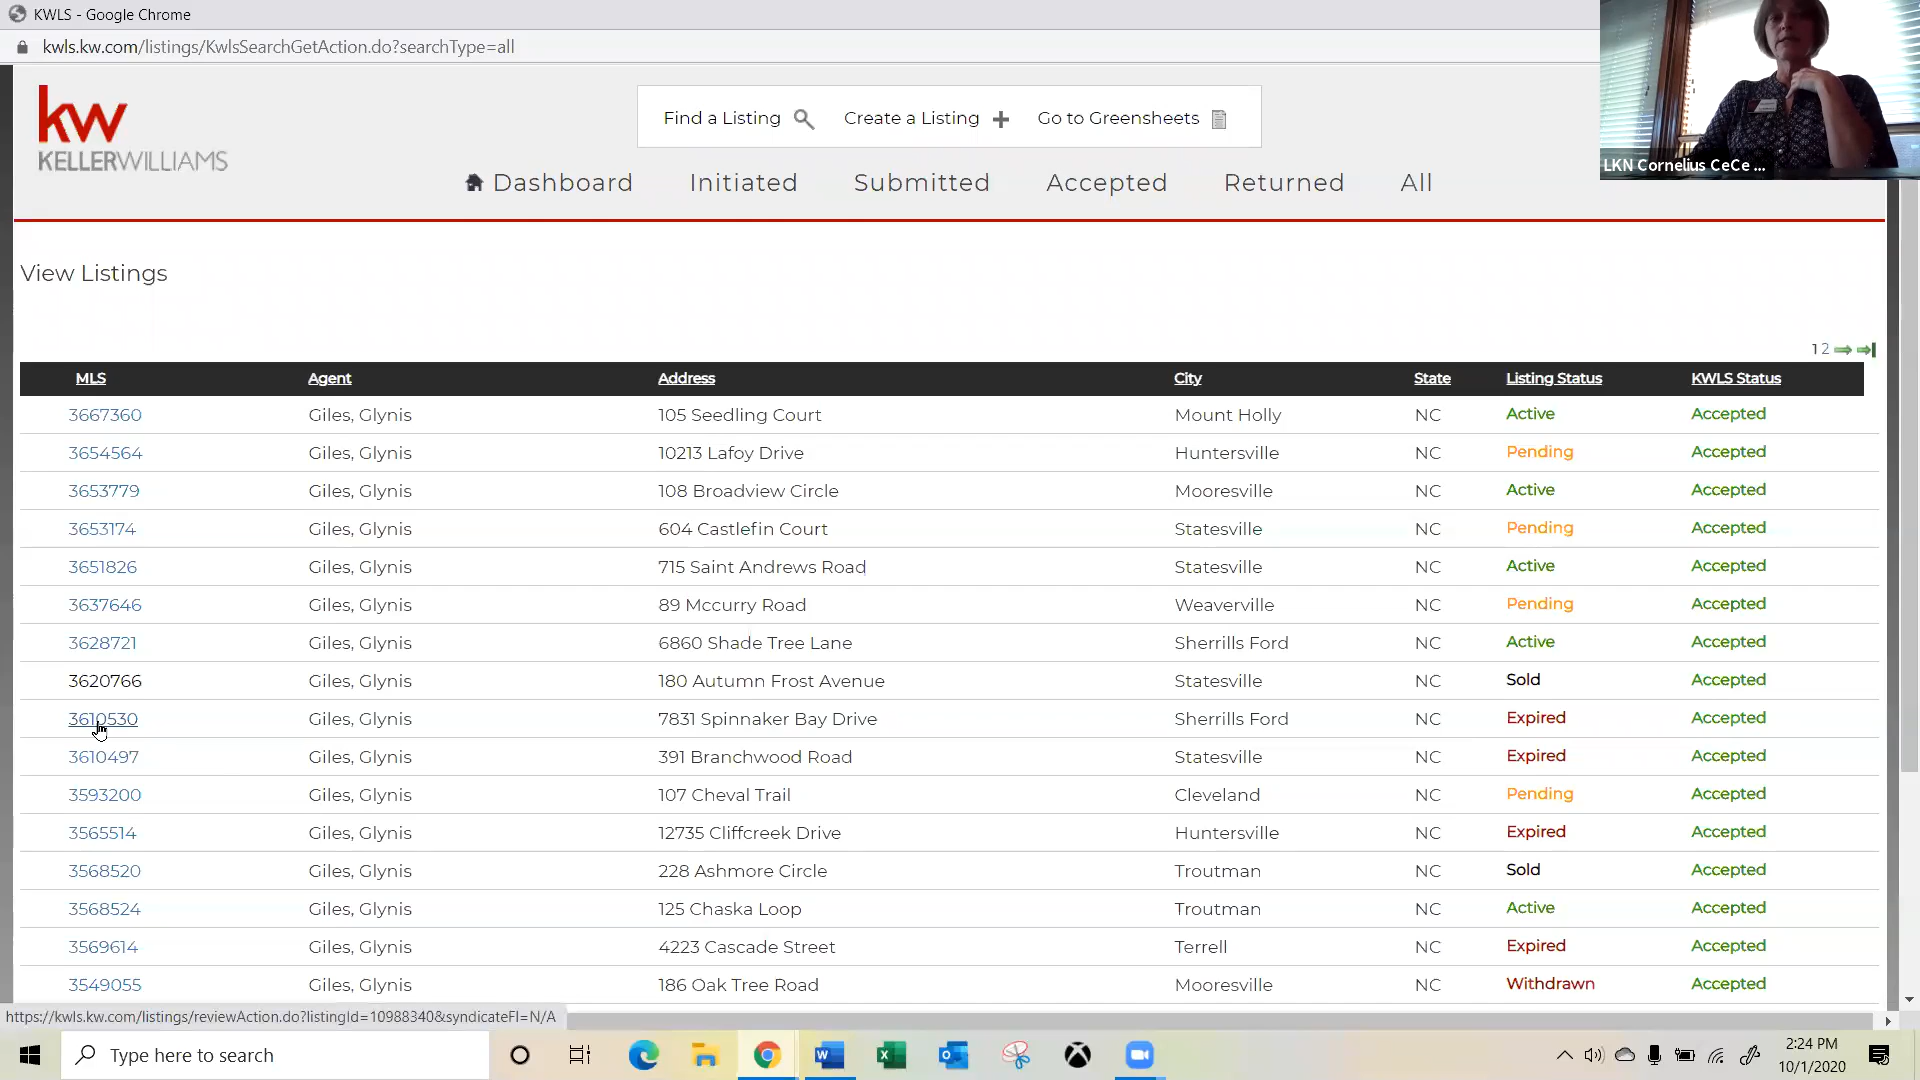 KWLS - Google Chrome
kwls.kw.com/listings/KwlsSearchGetAction.do?searchType=all
kw
KELLERWILLIAMS
Find a Listing Create a Listing Go to Greensheets
Dashboard Initiated Submitted Accepted Returned All
LKN Cornelius CeCe ...
View Listings
1 2
MLS Agent Address City State Listing Status KWLS Status
3667360 Giles, Glynis 105 Seedling Court Mount Holly NC Active Accepted
3654564 Giles, Glynis 10213 Lafoy Drive Huntersville NC Pending Accepted
3653779 Giles, Glynis 108 Broadview Circle Mooresville NC Active Accepted
3653174 Giles, Glynis 604 Castlefin Court Statesville NC Pending Accepted
3651826 Giles, Glynis 715 Saint Andrews Road Statesville NC Active Accepted
3637646 Giles, Glynis 89 Mccurry Road Weaverville NC Pending Accepted
3628721 Giles, Glynis 6860 Shade Tree Lane Sherrills Ford NC Active Accepted
3620766 Giles, Glynis 180 Autumn Frost Avenue Statesville NC Sold Accepted
3610530 Giles, Glynis 7831 Spinnaker Bay Drive Sherrills Ford NC Expired Accepted
3610497 Giles, Glynis 391 Branchwood Road Statesville NC Expired Accepted
3593200 Giles, Glynis 107 Cheval Trail Cleveland NC Pending Accepted
3565514 Giles, Glynis 12735 Cliffcreek Drive Huntersville NC Expired Accepted
3568520 Giles, Glynis 228 Ashmore Circle Troutman NC Sold Accepted
3568524 Giles, Glynis 125 Chaska Loop Troutman NC Active Accepted
3569614 Giles, Glynis 4223 Cascade Street Terrell NC Expired Accepted
3549055 Giles, Glynis 186 Oak Tree Road Mooresville NC Withdrawn Accepted
https://kwls.kw.com/listings/reviewAction.do?listingId=10988340&syndicateFl=N/A
Type here to search
2:24 PM
10/1/2020